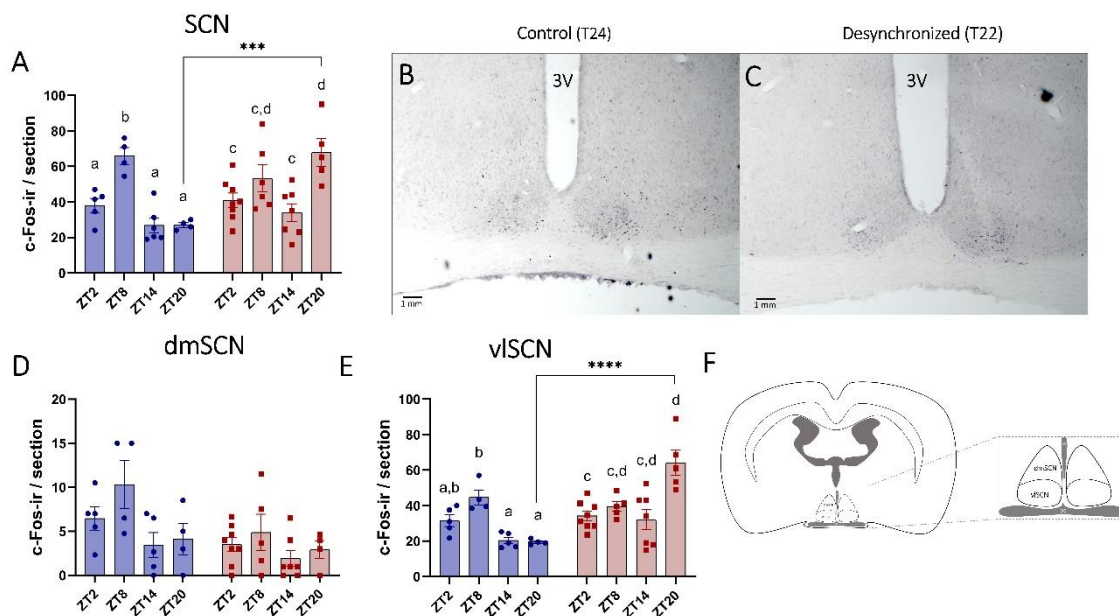 SCN
A
***
c-Fos-ir / section
100
80
60
40
20
0
a
b
a
a
c
c,d
c
d
ZT2
ZT8
ZT14
ZT20
ZT2
ZT8
ZT14
ZT20
Control (T24)
B
3V
1 mm
Desynchronized (T22)
C
3V
1 mm
dmSCN
D
c-Fos-ir / section
20
15
10
5
0
ZT2
ZT8
ZT14
ZT20
ZT2
ZT8
ZT14
ZT20
vlSCN
E
****
c-Fos-ir / section
100
80
60
40
20
0
a,b
b
a
a
c
c,d
c,d
d
ZT2
ZT8
ZT14
ZT20
ZT2
ZT8
ZT14
ZT20
F
dmSCN
vlSCN